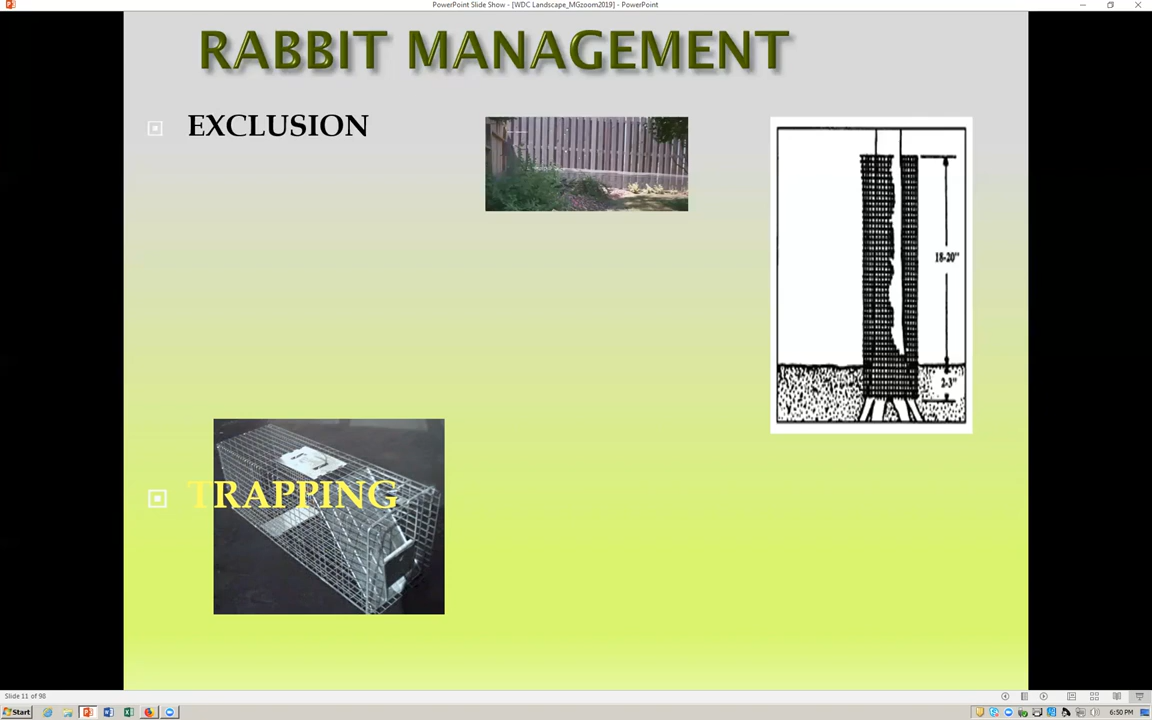 PowerPoint Slide Show - [WDC Landscape_MGzoom2019] - PowerPoint
RABBIT MANAGEMENT
EXCLUSION
18-20"
2-3"
TRAPPING
Slide 11 of 98
Start
6:50 PM